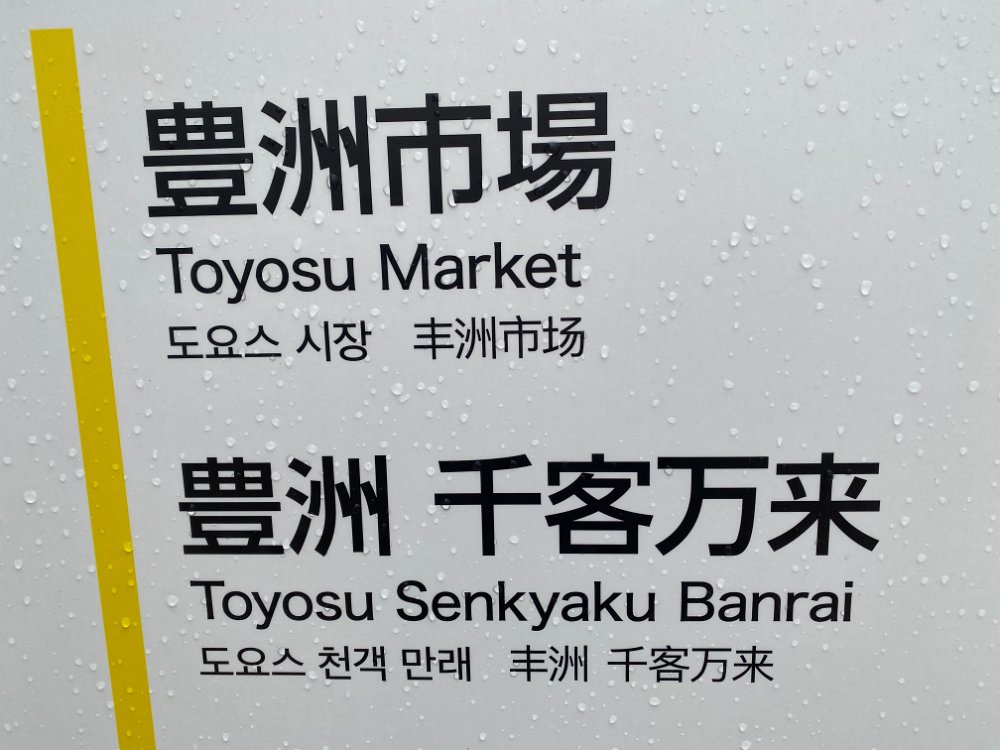 豊洲市場
Toyosu Market
도요스 시장 丰洲市场
豊洲 千客万来
Toyosu Senkyaku Banrai
도요스 천객 만래 丰洲 千客万来